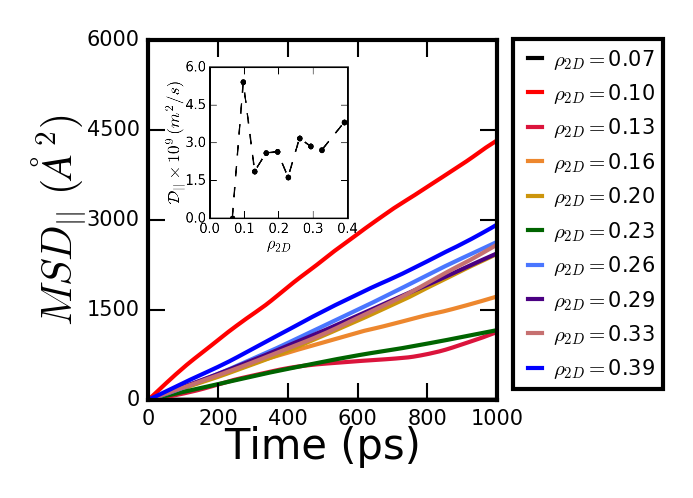 6000
4500
3000
1500
0
MSD|| (Å²)
0
200
400
600
800
1000
Time (ps)
6.0
4.5
3.0
1.5
0.0
D|| × 10⁹ (m²/s)
0.0
0.1
0.2
0.3
0.4
ρ2D
ρ2D = 0.07
ρ2D = 0.10
ρ2D = 0.13
ρ2D = 0.16
ρ2D = 0.20
ρ2D = 0.23
ρ2D = 0.26
ρ2D = 0.29
ρ2D = 0.33
ρ2D = 0.39